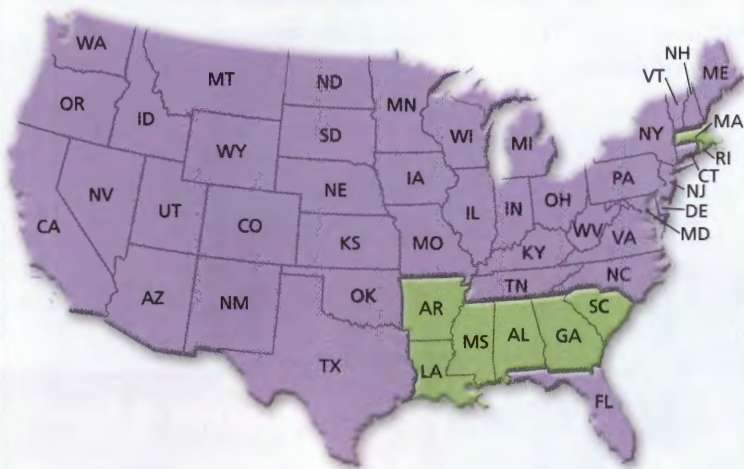 WA
MT
ND
MN
VT
NH
ME
OR
ID
SD
WI
MI
NY
MA
RI
WY
CT
NE
IA
PA
NJ
NV
UT
CO
IL
IN
OH
DE
CA
KS
MO
WV
VA
MD
KY
AZ
NM
OK
AR
TN
NC
SC
MS
AL
GA
TX
LA
FL